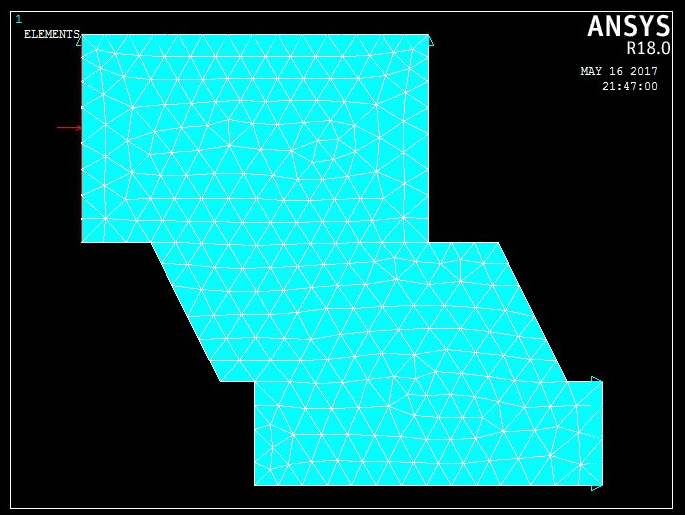 1
ELEMENTS
ANSYS
R18.0
MAY 16 2017
21:47:00